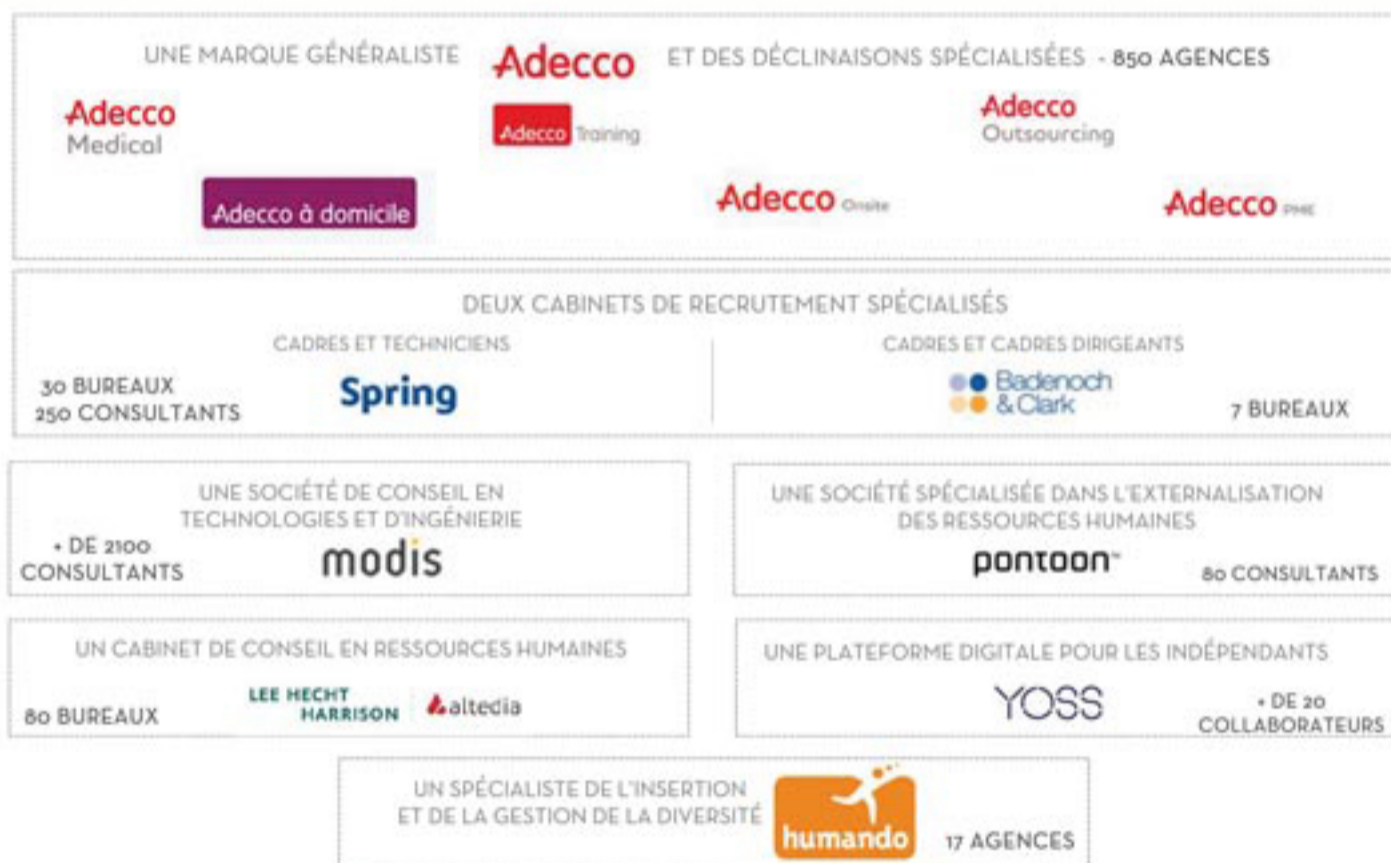 UNE MARQUE GÉNÉRALISTE Adecco ET DES DÉCLINAISONS SPÉCIALISÉES - 850 AGENCES
Adecco Medical
Adecco Training
Adecco Outsourcing
Adecco à domicile
Adecco Onsite
Adecco PME
DEUX CABINETS DE RECRUTEMENT SPÉCIALISÉS
CADRES ET TECHNICIENS
30 BUREAUX
250 CONSULTANTS
Spring
CADRES ET CADRES DIRIGEANTS
Badenoch
& Clark
7 BUREAUX
UNE SOCIÉTÉ DE CONSEIL EN
TECHNOLOGIES ET D'INGÉNIERIE
+ DE 2100
CONSULTANTS
modis
UNE SOCIÉTÉ SPÉCIALISÉE DANS L'EXTERNALISATION
DES RESSOURCES HUMAINES
pontoon™
80 CONSULTANTS
UN CABINET DE CONSEIL EN RESSOURCES HUMAINES
80 BUREAUX
LEE HECHT
HARRISON
altedia
UNE PLATEFORME DIGITALE POUR LES INDÉPENDANTS
YOSS
+ DE 20
COLLABORATEURS
UN SPÉCIALISTE DE L'INSERTION
ET DE LA GESTION DE LA DIVERSITÉ
humando
17 AGENCES